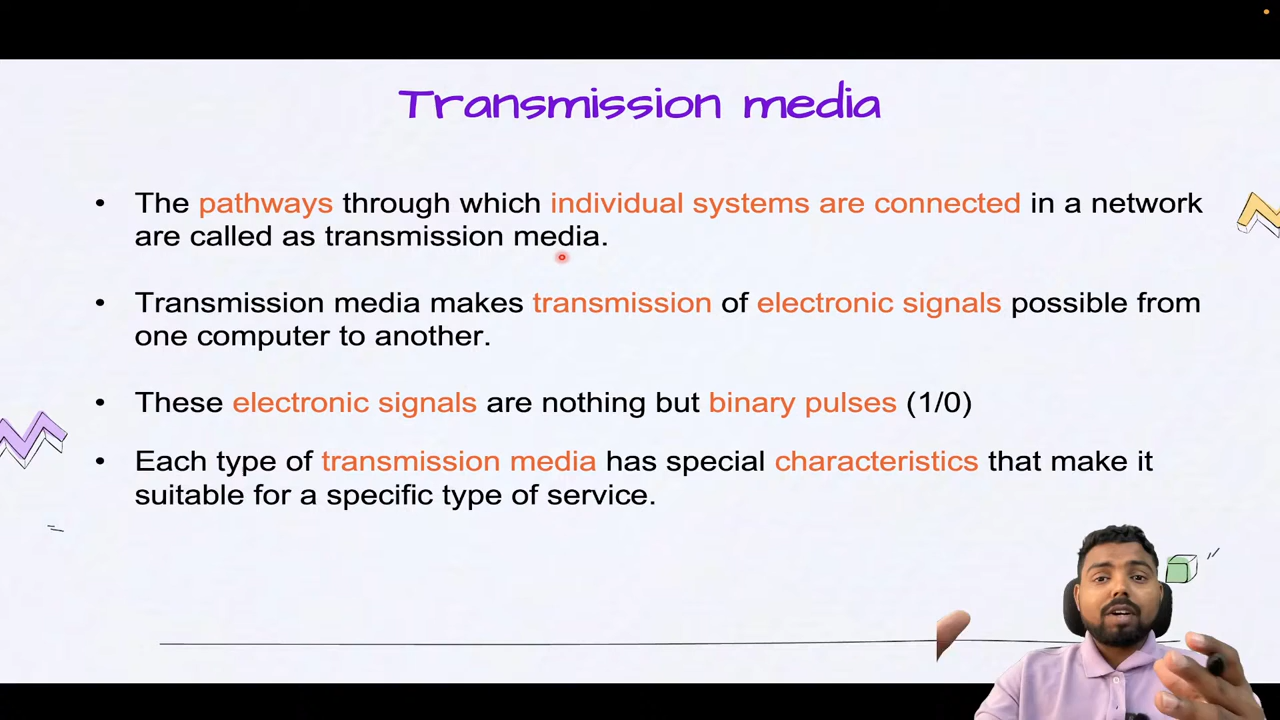 Transmission media
• The pathways through which individual systems are connected in a network
are called as transmission media.
• Transmission media makes transmission of electronic signals possible from
one computer to another.
• These electronic signals are nothing but binary pulses (1/0)
• Each type of transmission media has special characteristics that make it
suitable for a specific type of service.